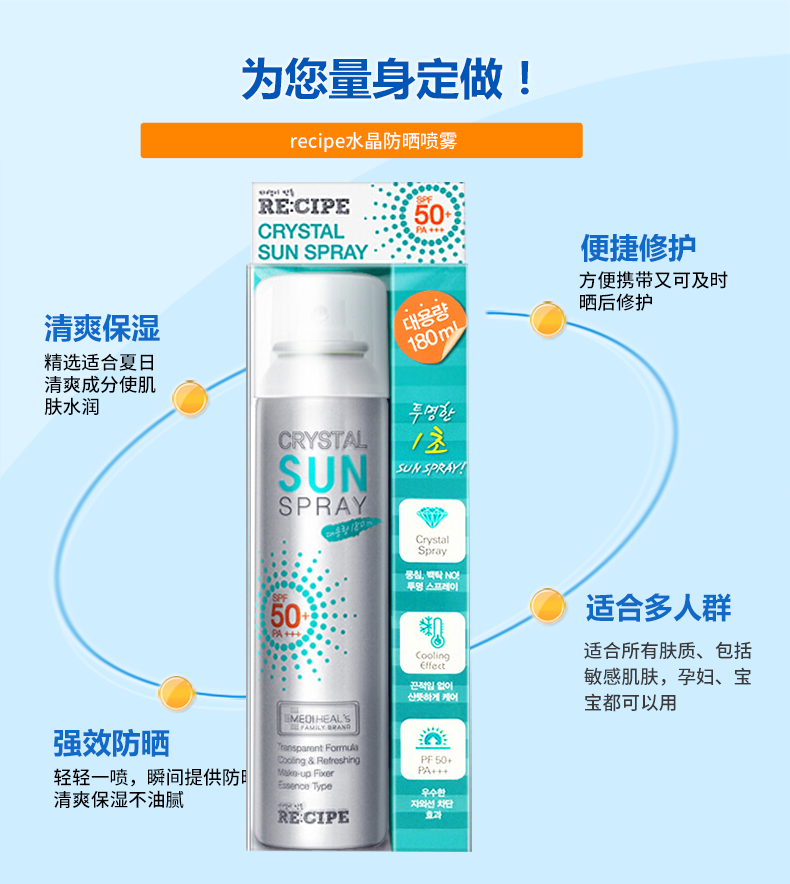 为您量身定做！
recipe水晶防晒喷雾
RE:CIPE
CRYSTAL
SUN SPRAY
SPF
50+
PA +++
便捷修护
方便携带又可及时
晒后修护
清爽保湿
精选适合夏日
清爽成分使肌
肤水润
대용량
180ml
투명한
1초
SUN SPRAY!
CRYSTAL
SUN
SPRAY
Crystal
Spray
뭉침, 백탁 NO!
투명 스프레이
SPF
50+
PA +++
Cooling
Effect
끈적임 없이
산뜻하게 케어
适合多人群
适合所有肤质、包括
敏感肌肤，孕妇、宝
宝都可以用
MEDIHEAL's
FAMILY BRAND
Transparent Formula
Cooling & Refreshing
Make-up Fixer
Essence Type
RE:CIPE
PF 50+
PA+++
우수한
자외선 차단
효과
强效防晒
轻轻一喷，瞬间提供防
清爽保湿不油腻